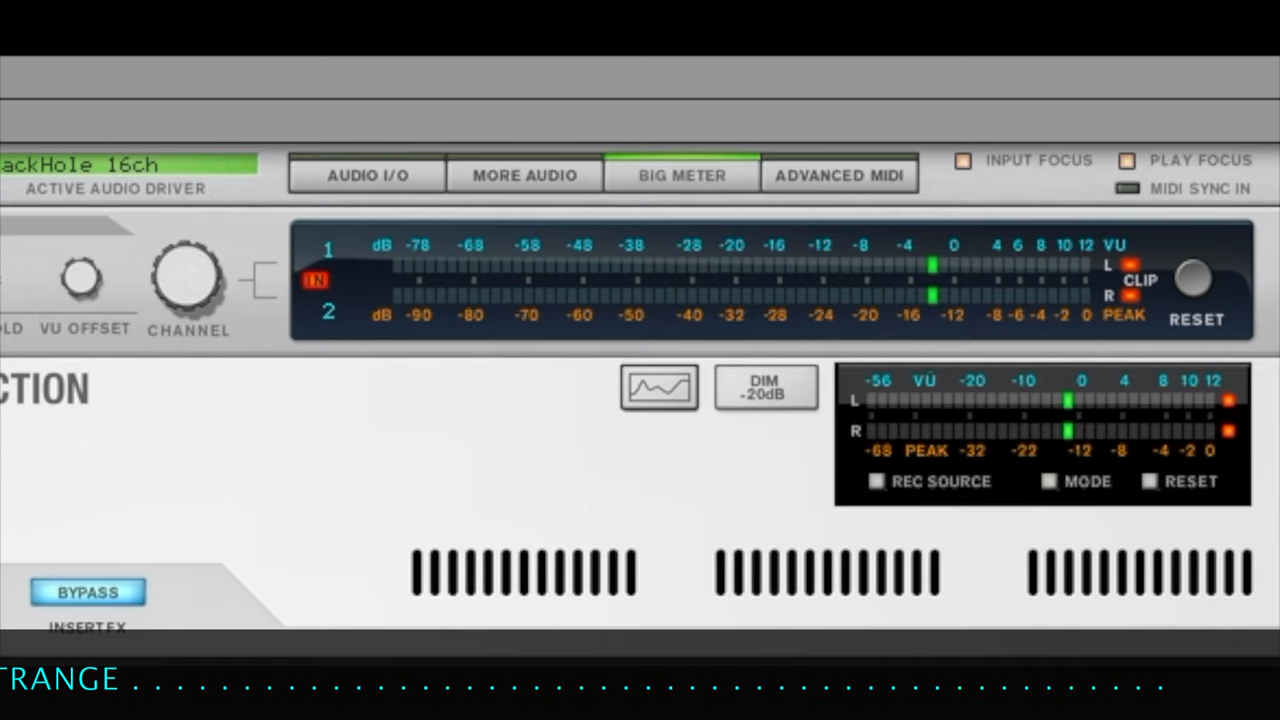 ackHole 16ch
ACTIVE AUDIO DRIVER
AUDIO I/O MORE AUDIO BIG METER ADVANCED MIDI
INPUT FOCUS PLAY FOCUS
MIDI SYNC IN
1 dB -78 -68 -58 -48 -38 -28 -20 -16 -12 -8 -4 0 4 6 8 10 12 VU
L
IN CLIP
R
2 dB -90 -80 -70 -60 -50 -40 -32 -28 -24 -20 -16 -12 -8 -6 -4 -2 0 PEAK
RESET
OLD VU OFFSET CHANNEL
CTION
DIM
-20dB
-56 VU -20 -10 0 4 8 10 12
L
R
-68 PEAK -32 -22 -12 -8 -4 -2 0
REC SOURCE MODE RESET
BYPASS
INSERT FX
TRANGE . . . . . . . . . . . . . . . . . . . . . . . . . . . . . . . . . . .